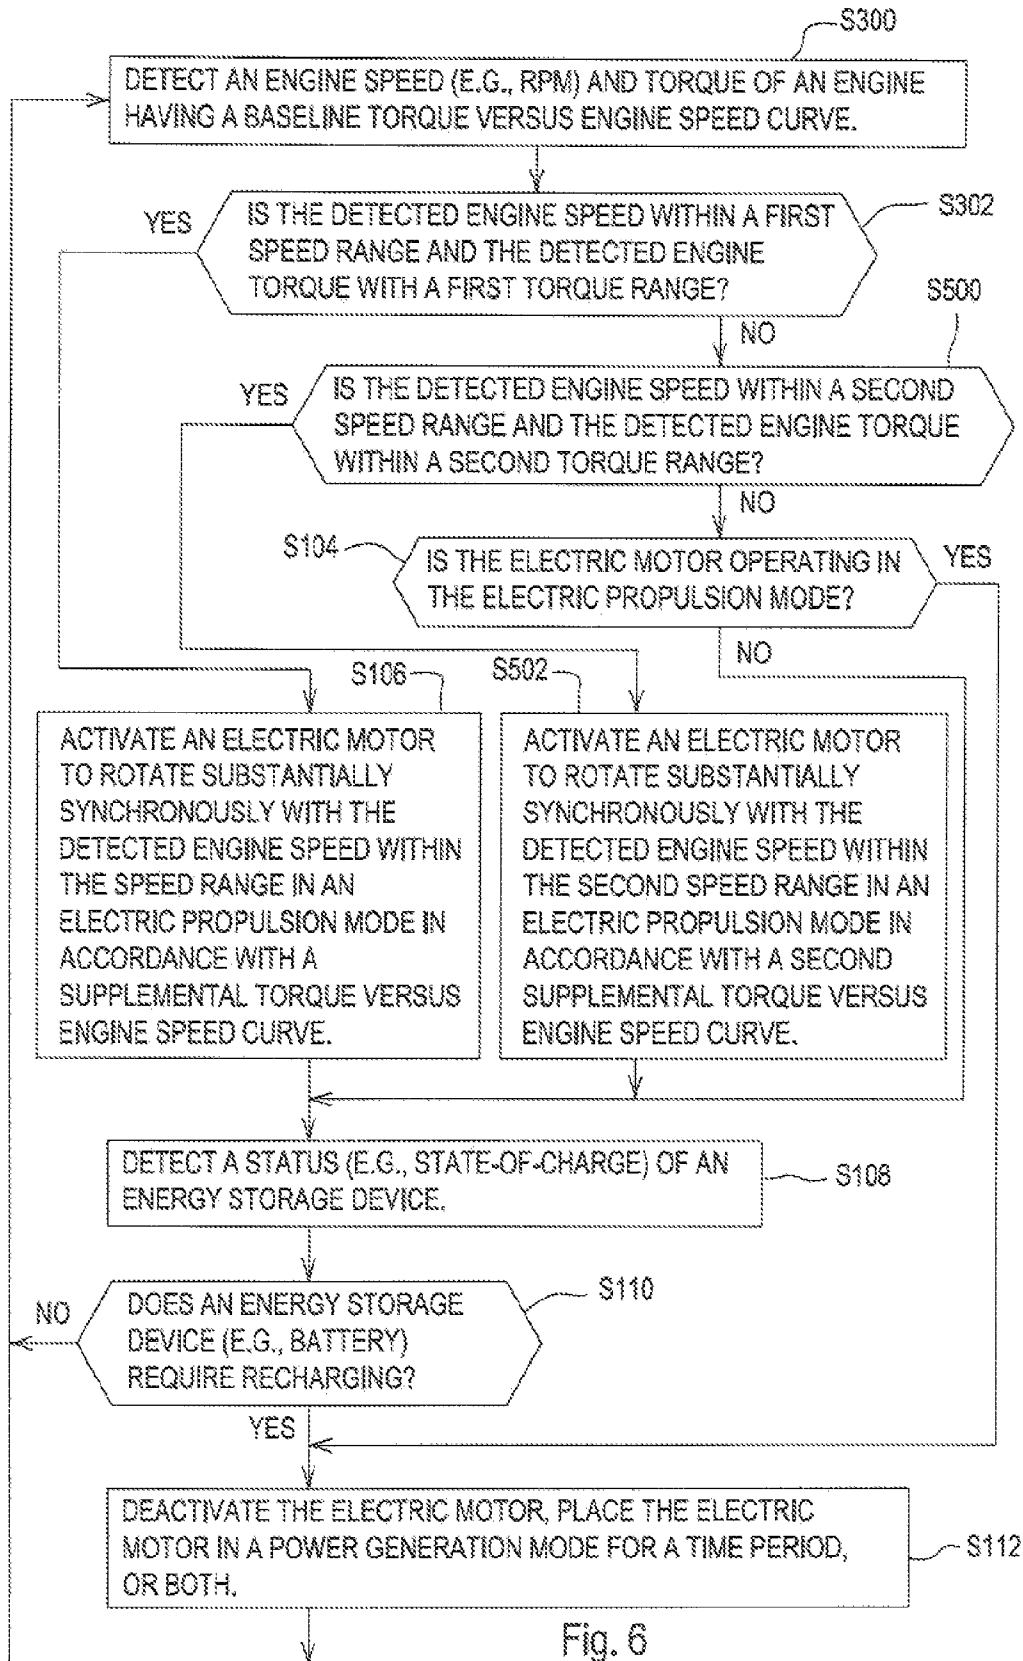 S300
DETECT AN ENGINE SPEED (E.G., RPM) AND TORQUE OF AN ENGINE
HAVING A BASELINE TORQUE VERSUS ENGINE SPEED CURVE.
YES
IS THE DETECTED ENGINE SPEED WITHIN A FIRST
SPEED RANGE AND THE DETECTED ENGINE
TORQUE WITH A FIRST TORQUE RANGE?
S302
NO
S500
YES
IS THE DETECTED ENGINE SPEED WITHIN A SECOND
SPEED RANGE AND THE DETECTED ENGINE TORQUE
WITHIN A SECOND TORQUE RANGE?
NO
S104
IS THE ELECTRIC MOTOR OPERATING IN
THE ELECTRIC PROPULSION MODE?
YES
NO
S106
ACTIVATE AN ELECTRIC MOTOR
TO ROTATE SUBSTANTIALLY
SYNCHRONOUSLY WITH THE
DETECTED ENGINE SPEED WITHIN
THE SPEED RANGE IN AN
ELECTRIC PROPULSION MODE IN
ACCORDANCE WITH A
SUPPLEMENTAL TORQUE VERSUS
ENGINE SPEED CURVE.
S502
ACTIVATE AN ELECTRIC MOTOR
TO ROTATE SUBSTANTIALLY
SYNCHRONOUSLY WITH THE
DETECTED ENGINE SPEED WITHIN
THE SECOND SPEED RANGE IN AN
ELECTRIC PROPULSION MODE IN
ACCORDANCE WITH A SECOND
SUPPLEMENTAL TORQUE VERSUS
ENGINE SPEED CURVE.
DETECT A STATUS (E.G., STATE-OF-CHARGE) OF AN
ENERGY STORAGE DEVICE.
S108
NO
DOES AN ENERGY STORAGE
DEVICE (E.G., BATTERY)
REQUIRE RECHARGING?
S110
YES
DEACTIVATE THE ELECTRIC MOTOR, PLACE THE ELECTRIC
MOTOR IN A POWER GENERATION MODE FOR A TIME PERIOD,
OR BOTH.
S112
Fig. 6